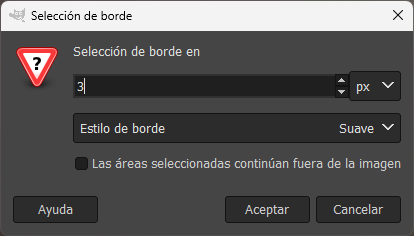 Selección de borde
?
Selección de borde en
3 px
Estilo de borde Suave
Las áreas seleccionadas continúan fuera de la imagen
Ayuda Aceptar Cancelar